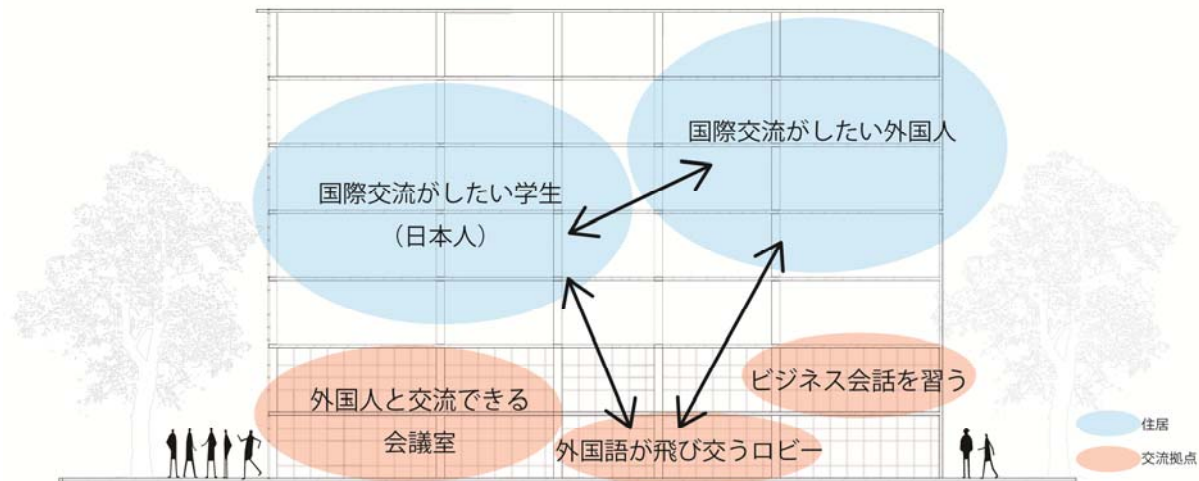 国際交流がしたい外国人
国際交流がしたい学生
（日本人）
ビジネス会話を習う
外国人と交流できる
会議室
外国語が飛び交うロビー
住居
交流拠点